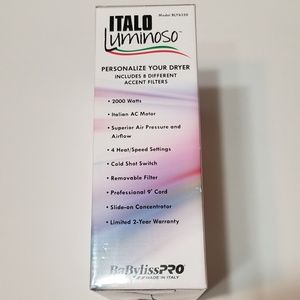 Model BLY6350
ITALO
Luminoso
PERSONALIZE YOUR DRYER
INCLUDES 8 DIFFERENT
ACCENT FILTERS
• 2000 Watts
• Italian AC Motor
• Superior Air Pressure and
Airflow
• 4 Heat/Speed Settings
• Cold Shot Switch
• Removable Filter
• Professional 9' Cord
• Slide-on Concentrator
• Limited 2-Year Warranty
BaBylissPRO
MADE IN ITALY